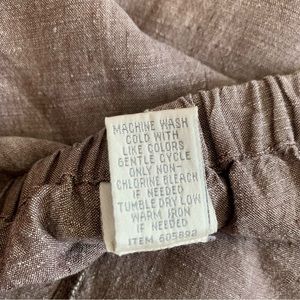 MACHINE WASH
COLD WITH
LIKE COLORS
GENTLE CYCLE
ONLY NON-
CHLORINE BLEACH
IF NEEDED
TUMBLE DRY LOW
WARM IRON
IF NEEDED
ITEM 605892